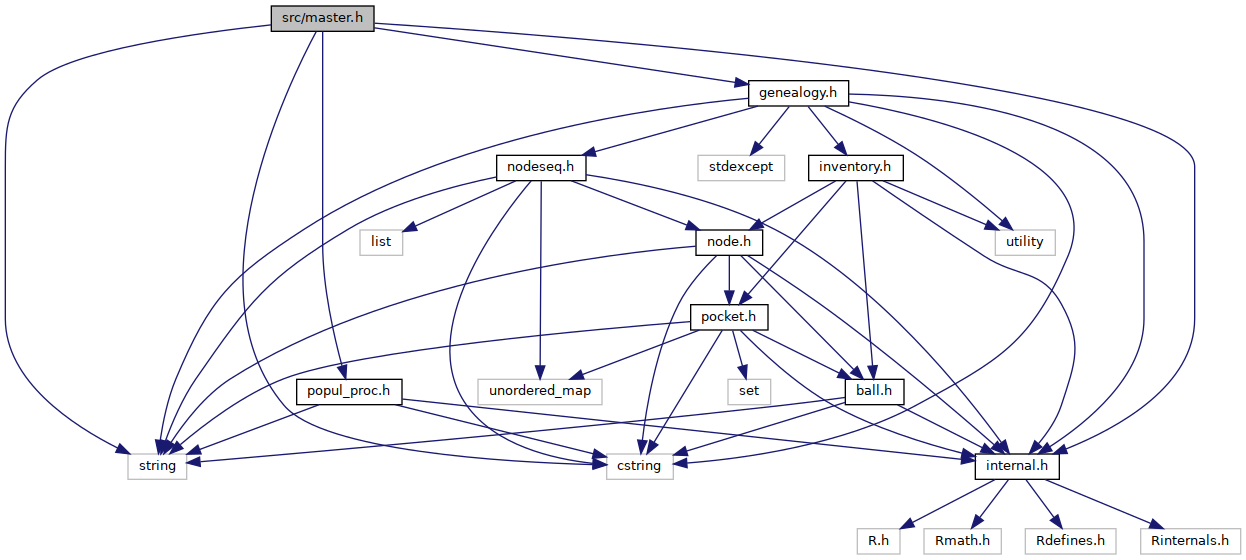 src/master.h
genealogy.h
nodeseq.h
stdexcept
inventory.h
list
node.h
utility
pocket.h
popul_proc.h
unordered_map
set
ball.h
string
cstring
internal.h
R.h
Rmath.h
Rdefines.h
Rinternals.h